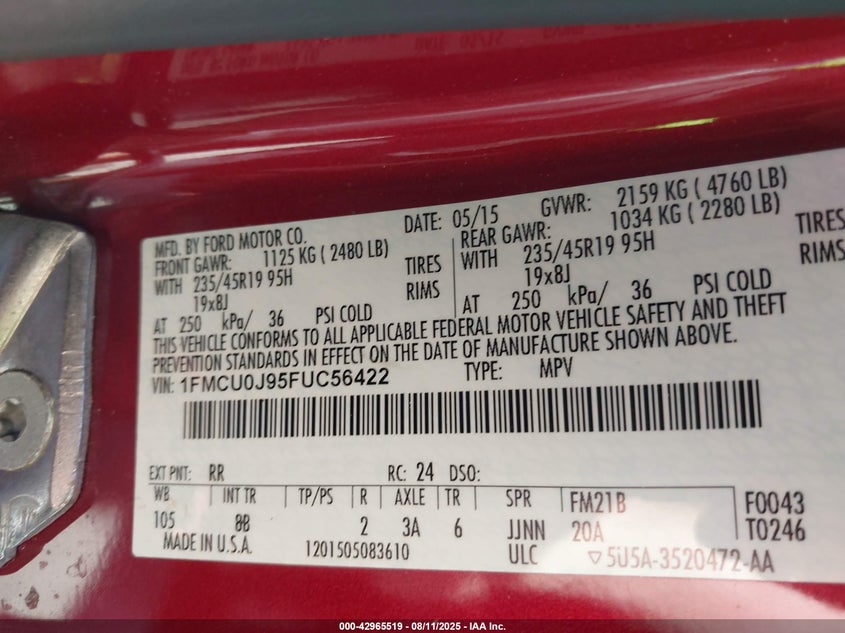 MFD. BY FORD MOTOR CO. DATE: 05/15 GVWR: 2159 KG ( 4760 LB)
FRONT GAWR: 1125 KG ( 2480 LB) REAR GAWR: 1034 KG ( 2280 LB)
WITH 235/45R19 95H TIRES WITH 235/45R19 95H TIRES
19x8J RIMS 19x8J RIMS
AT 250 kPa/ 36 PSI COLD AT 250 kPa/ 36 PSI COLD
THIS VEHICLE CONFORMS TO ALL APPLICABLE FEDERAL MOTOR VEHICLE SAFETY AND THEFT
PREVENTION STANDARDS IN EFFECT ON THE DATE OF MANUFACTURE SHOWN ABOVE.
VIN: 1FMCU0J95FUC56422 TYPE: MPV
EXT PNT: RR RC: 24 DSO:
WB INT TR TP/PS R AXLE TR SPR FM21B F0043
105 8B 2 3A 6 JJNN 20A T0246
MADE IN U.S.A. 1201505083610 ULC ▽5U5A-3520472-AA
000-42965519 - 08/11/2025 - IAA Inc.